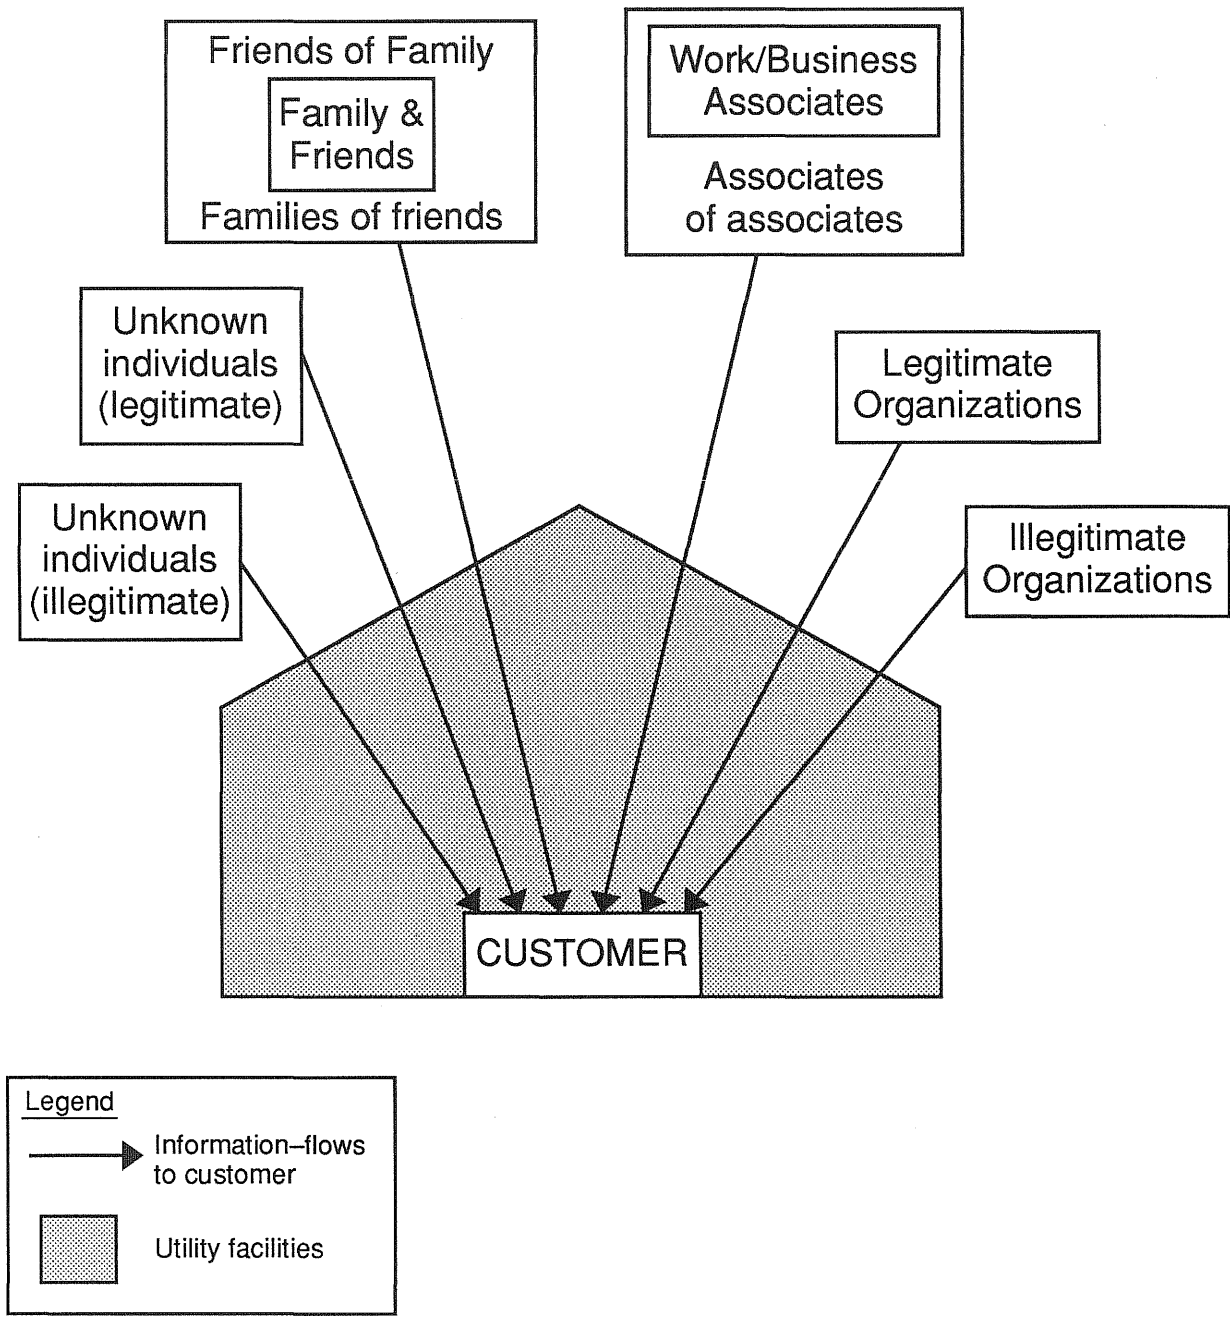 Friends of Family
Family &
Friends
Families of friends
Work/Business
Associates
Associates
of associates
Unknown
individuals
(legitimate)
Legitimate
Organizations
Unknown
individuals
(illegitimate)
Illegitimate
Organizations
CUSTOMER
Legend
Information–flows
to customer
Utility facilities